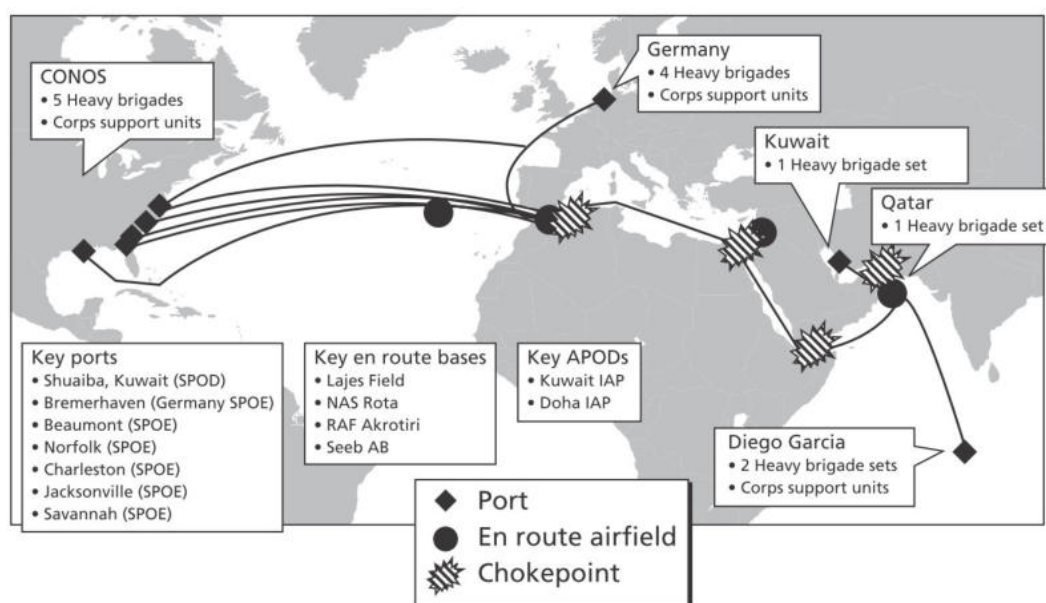 CONOS
• 5 Heavy brigades
• Corps support units
Germany
• 4 Heavy brigades
• Corps support units
Kuwait
• 1 Heavy brigade set
Qatar
• 1 Heavy brigade set
Key ports
• Shuaiba, Kuwait (SPOD)
• Bremerhaven (Germany SPOE)
• Beaumont (SPOE)
• Norfolk (SPOE)
• Charleston (SPOE)
• Jacksonville (SPOE)
• Savannah (SPOE)
Key en route bases
• Lajes Field
• NAS Rota
• RAF Akrotiri
• Seeb AB
Key APODs
• Kuwait IAP
• Doha IAP
Diego Garcia
• 2 Heavy brigade sets
• Corps support units
Port
En route airfield
Chokepoint